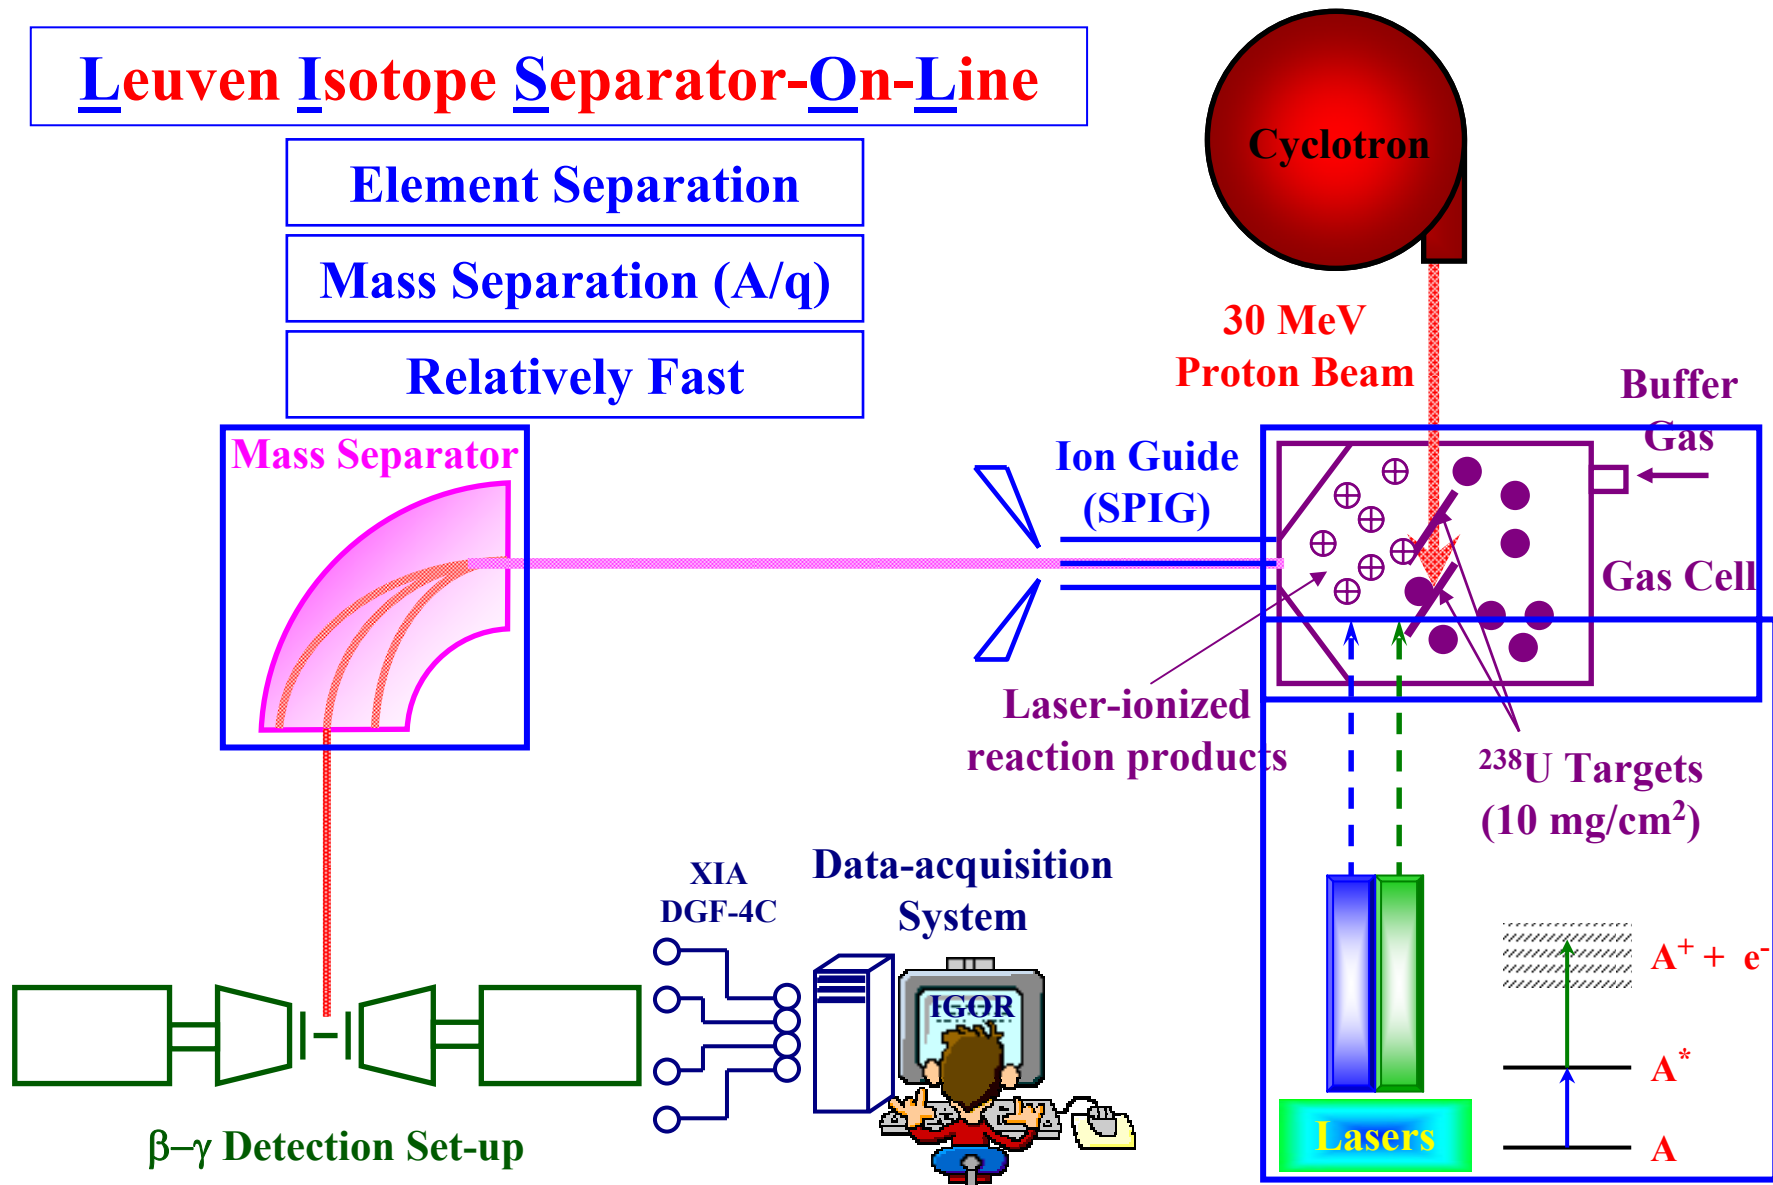 Leuven Isotope Separator-On-Line
Element Separation
Mass Separation (A/q)
Relatively Fast
Cyclotron
30 MeV
Proton Beam
Buffer
Gas
Mass Separator
Ion Guide
(SPIG)
Gas Cell
Laser-ionized
reaction products
²³⁸U Targets
(10 mg/cm²)
XIA
DGF-4C
Data-acquisition
System
IGOR
β–γ Detection Set-up
Lasers
A⁺ + e⁻
A*
A